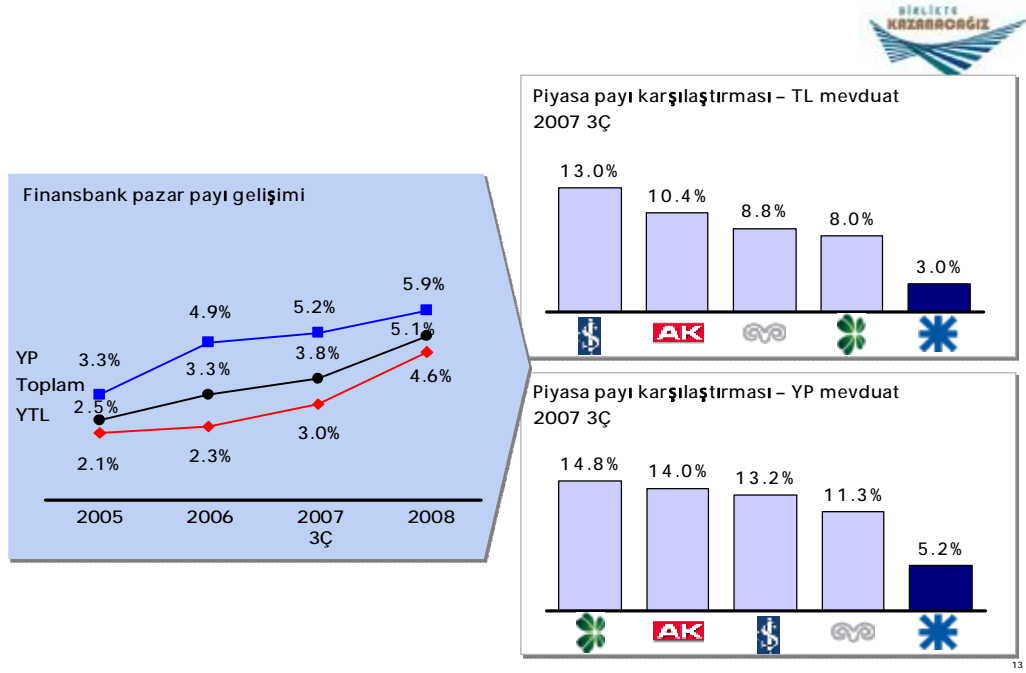 BİRLİKTE
KAZANACAĞIZ
Finansbank pazar payı gelişimi
5.9%
5.2%
4.9%
5.1%
3.8%
3.3%
3.3%
YP
Toplam
YTL
2.5%
4.6%
3.0%
2.3%
2.1%
2005 2006 2007 2008
3Ç
Piyasa payı karşılaştırması – TL mevduat
2007 3Ç
13.0%
10.4%
8.8%
8.0%
3.0%
AK
Piyasa payı karşılaştırması – YP mevduat
2007 3Ç
14.8%
14.0%
13.2%
11.3%
5.2%
AK
13